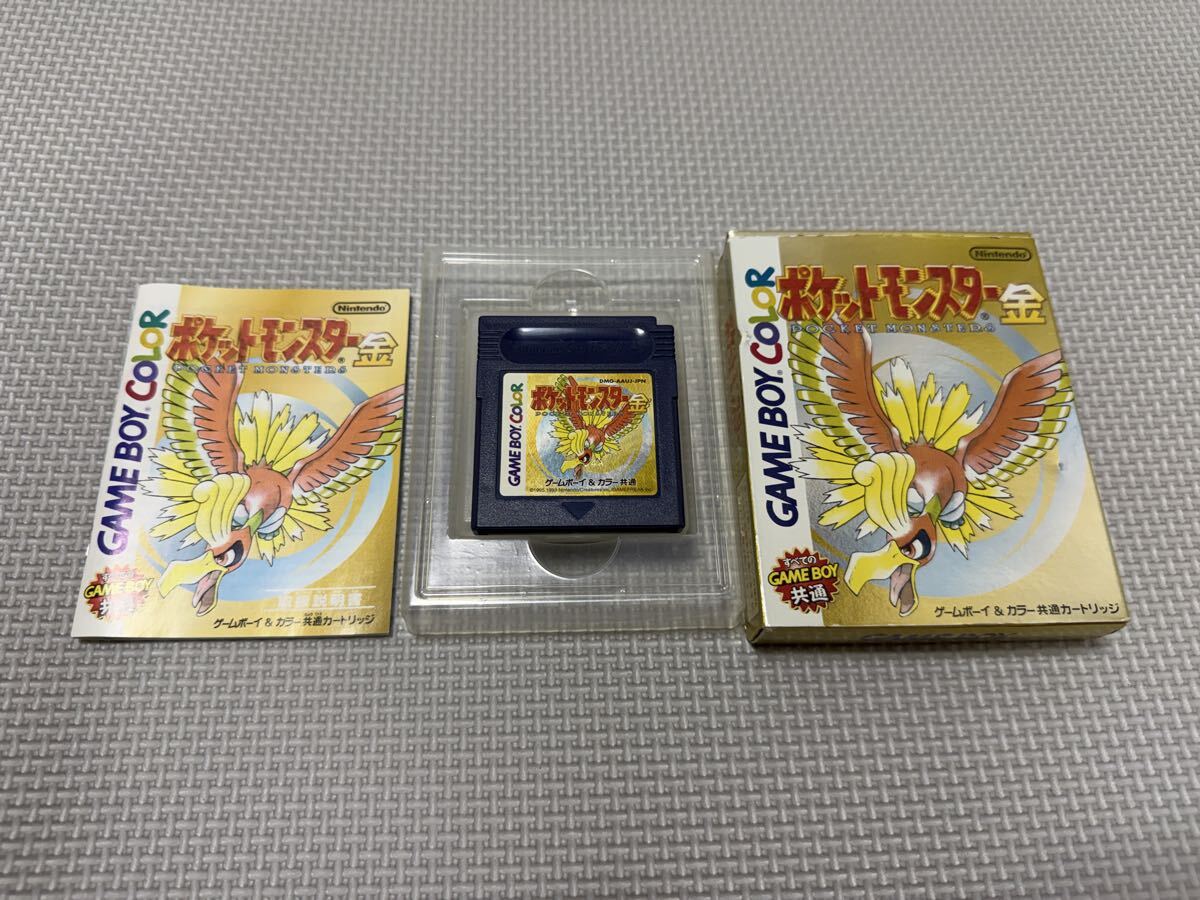 Nintendo
GAME BOY COLOR
ポケットモンスター金
POCKET MONSTERS
GAME BOY
共通
取扱説明書
ゲームボーイ & カラー 共通カートリッジ
DMG-AAUJ-JPN
GAME BOY COLOR
ポケットモンスター金
POCKET MONSTERS
ゲームボーイ & カラー 共通
Nintendo
GAME BOY COLOR
ポケットモンスター金
POCKET MONSTERS
すべての
GAME BOY
共通
ゲームボーイ & カラー 共通カートリッジ
GAME BOY